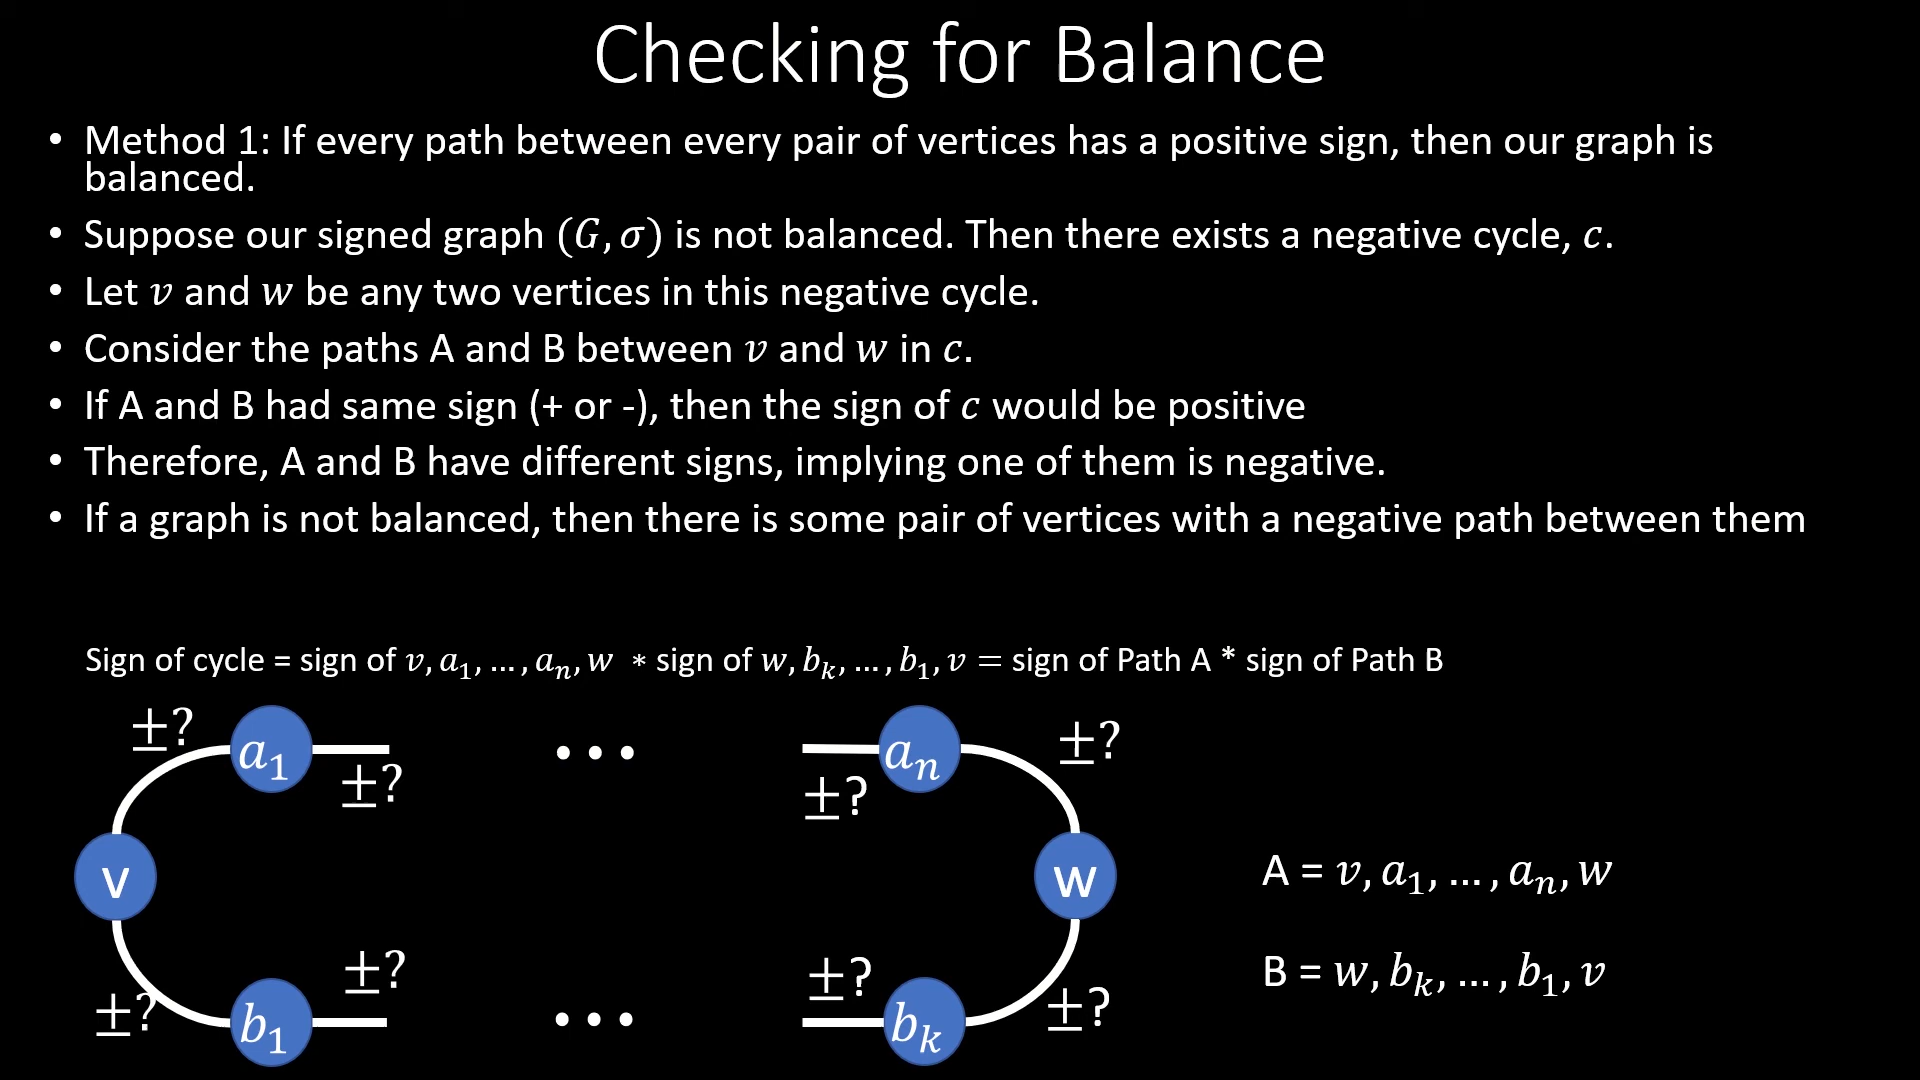 Checking for Balance
• Method 1: If every path between every pair of vertices has a positive sign, then our graph is
balanced.
• Suppose our signed graph (G, σ) is not balanced. Then there exists a negative cycle, c.
• Let v and w be any two vertices in this negative cycle.
• Consider the paths A and B between v and w in c.
• If A and B had same sign (+ or -), then the sign of c would be positive
• Therefore, A and B have different signs, implying one of them is negative.
• If a graph is not balanced, then there is some pair of vertices with a negative path between them
Sign of cycle = sign of v, a₁, … , aₙ, w ∗ sign of w, bₖ, … , b₁, v = sign of Path A * sign of Path B
±? a₁ ±? ... ±? aₙ ±?
v w
A = v, a₁, … , aₙ, w
B = w, bₖ, … , b₁, v
±? b₁ ±? ... ±? bₖ ±?